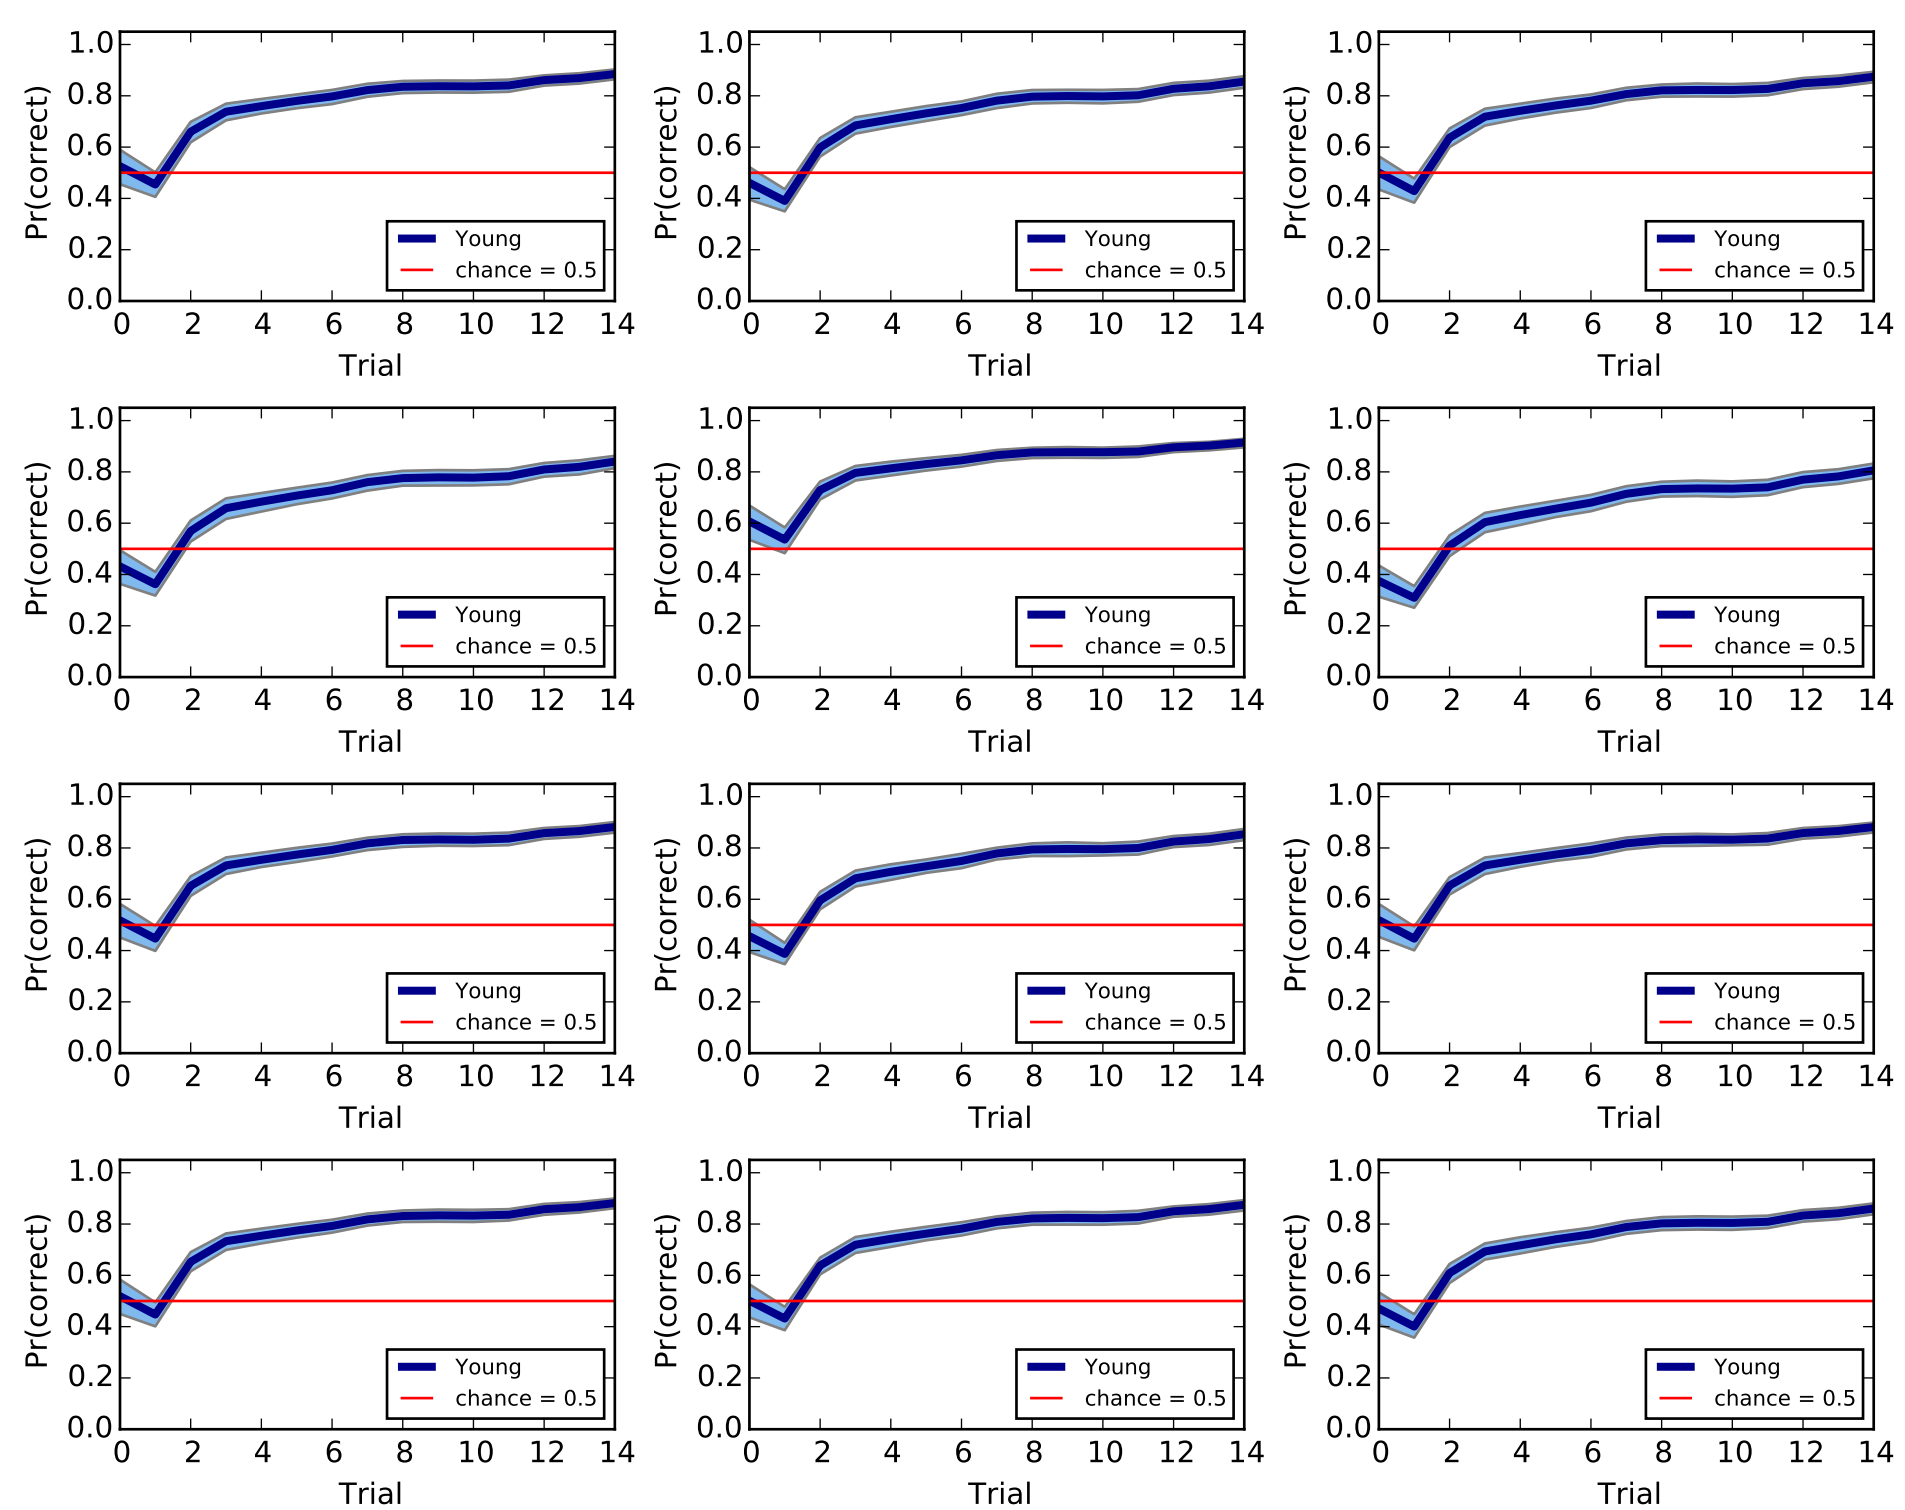 1.0 1.0 1.0
0.8 0.8 0.8
0.6 0.6 0.6
0.4 0.4 0.4
0.2 0.2 0.2
0.0 0.0 0.0
Pr(correct) Pr(correct) Pr(correct)
Young Young Young
chance = 0.5 chance = 0.5 chance = 0.5
0 2 4 6 8 10 12 14 0 2 4 6 8 10 12 14 0 2 4 6 8 10 12 14
Trial Trial Trial
1.0 1.0 1.0
0.8 0.8 0.8
0.6 0.6 0.6
0.4 0.4 0.4
0.2 0.2 0.2
0.0 0.0 0.0
Pr(correct) Pr(correct) Pr(correct)
Young Young Young
chance = 0.5 chance = 0.5 chance = 0.5
0 2 4 6 8 10 12 14 0 2 4 6 8 10 12 14 0 2 4 6 8 10 12 14
Trial Trial Trial
1.0 1.0 1.0
0.8 0.8 0.8
0.6 0.6 0.6
0.4 0.4 0.4
0.2 0.2 0.2
0.0 0.0 0.0
Pr(correct) Pr(correct) Pr(correct)
Young Young Young
chance = 0.5 chance = 0.5 chance = 0.5
0 2 4 6 8 10 12 14 0 2 4 6 8 10 12 14 0 2 4 6 8 10 12 14
Trial Trial Trial
1.0 1.0 1.0
0.8 0.8 0.8
0.6 0.6 0.6
0.4 0.4 0.4
0.2 0.2 0.2
0.0 0.0 0.0
Pr(correct) Pr(correct) Pr(correct)
Young Young Young
chance = 0.5 chance = 0.5 chance = 0.5
0 2 4 6 8 10 12 14 0 2 4 6 8 10 12 14 0 2 4 6 8 10 12 14
Trial Trial Trial